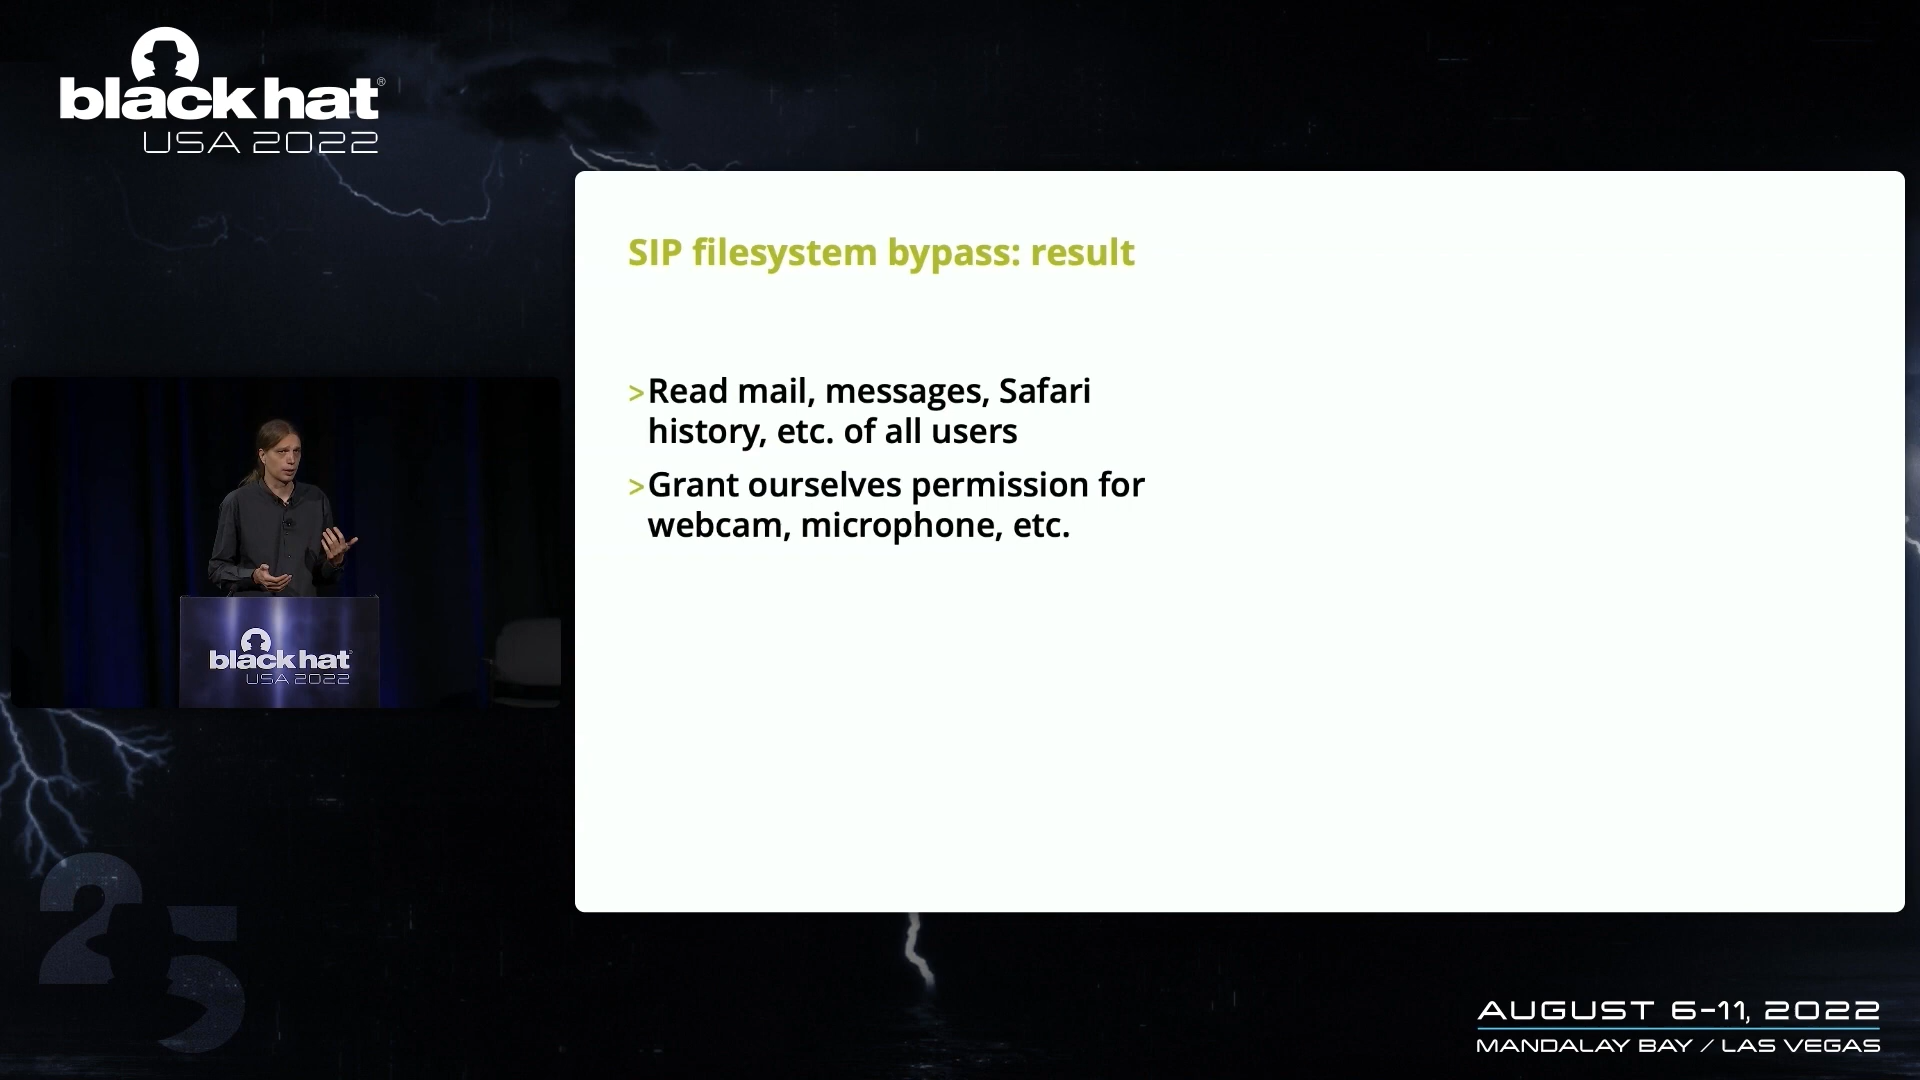 black hat®
USA 2022
SIP filesystem bypass: result
>Read mail, messages, Safari
history, etc. of all users
>Grant ourselves permission for
webcam, microphone, etc.
black hat
USA 2022
25
AUGUST 6-11, 2022
MANDALAY BAY / LAS VEGAS